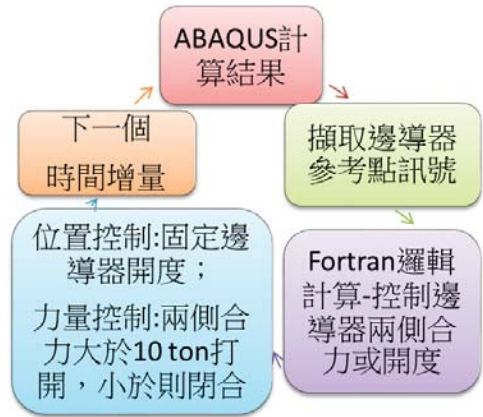 ABAQUS計
算結果
擷取邊導器
參考點訊號
Fortran邏輯
計算-控制邊
導器兩側合
力或開度
位置控制:固定邊
導器開度；
力量控制:兩側合
力大於10 ton打
開，小於則閉合
下一個
時間增量